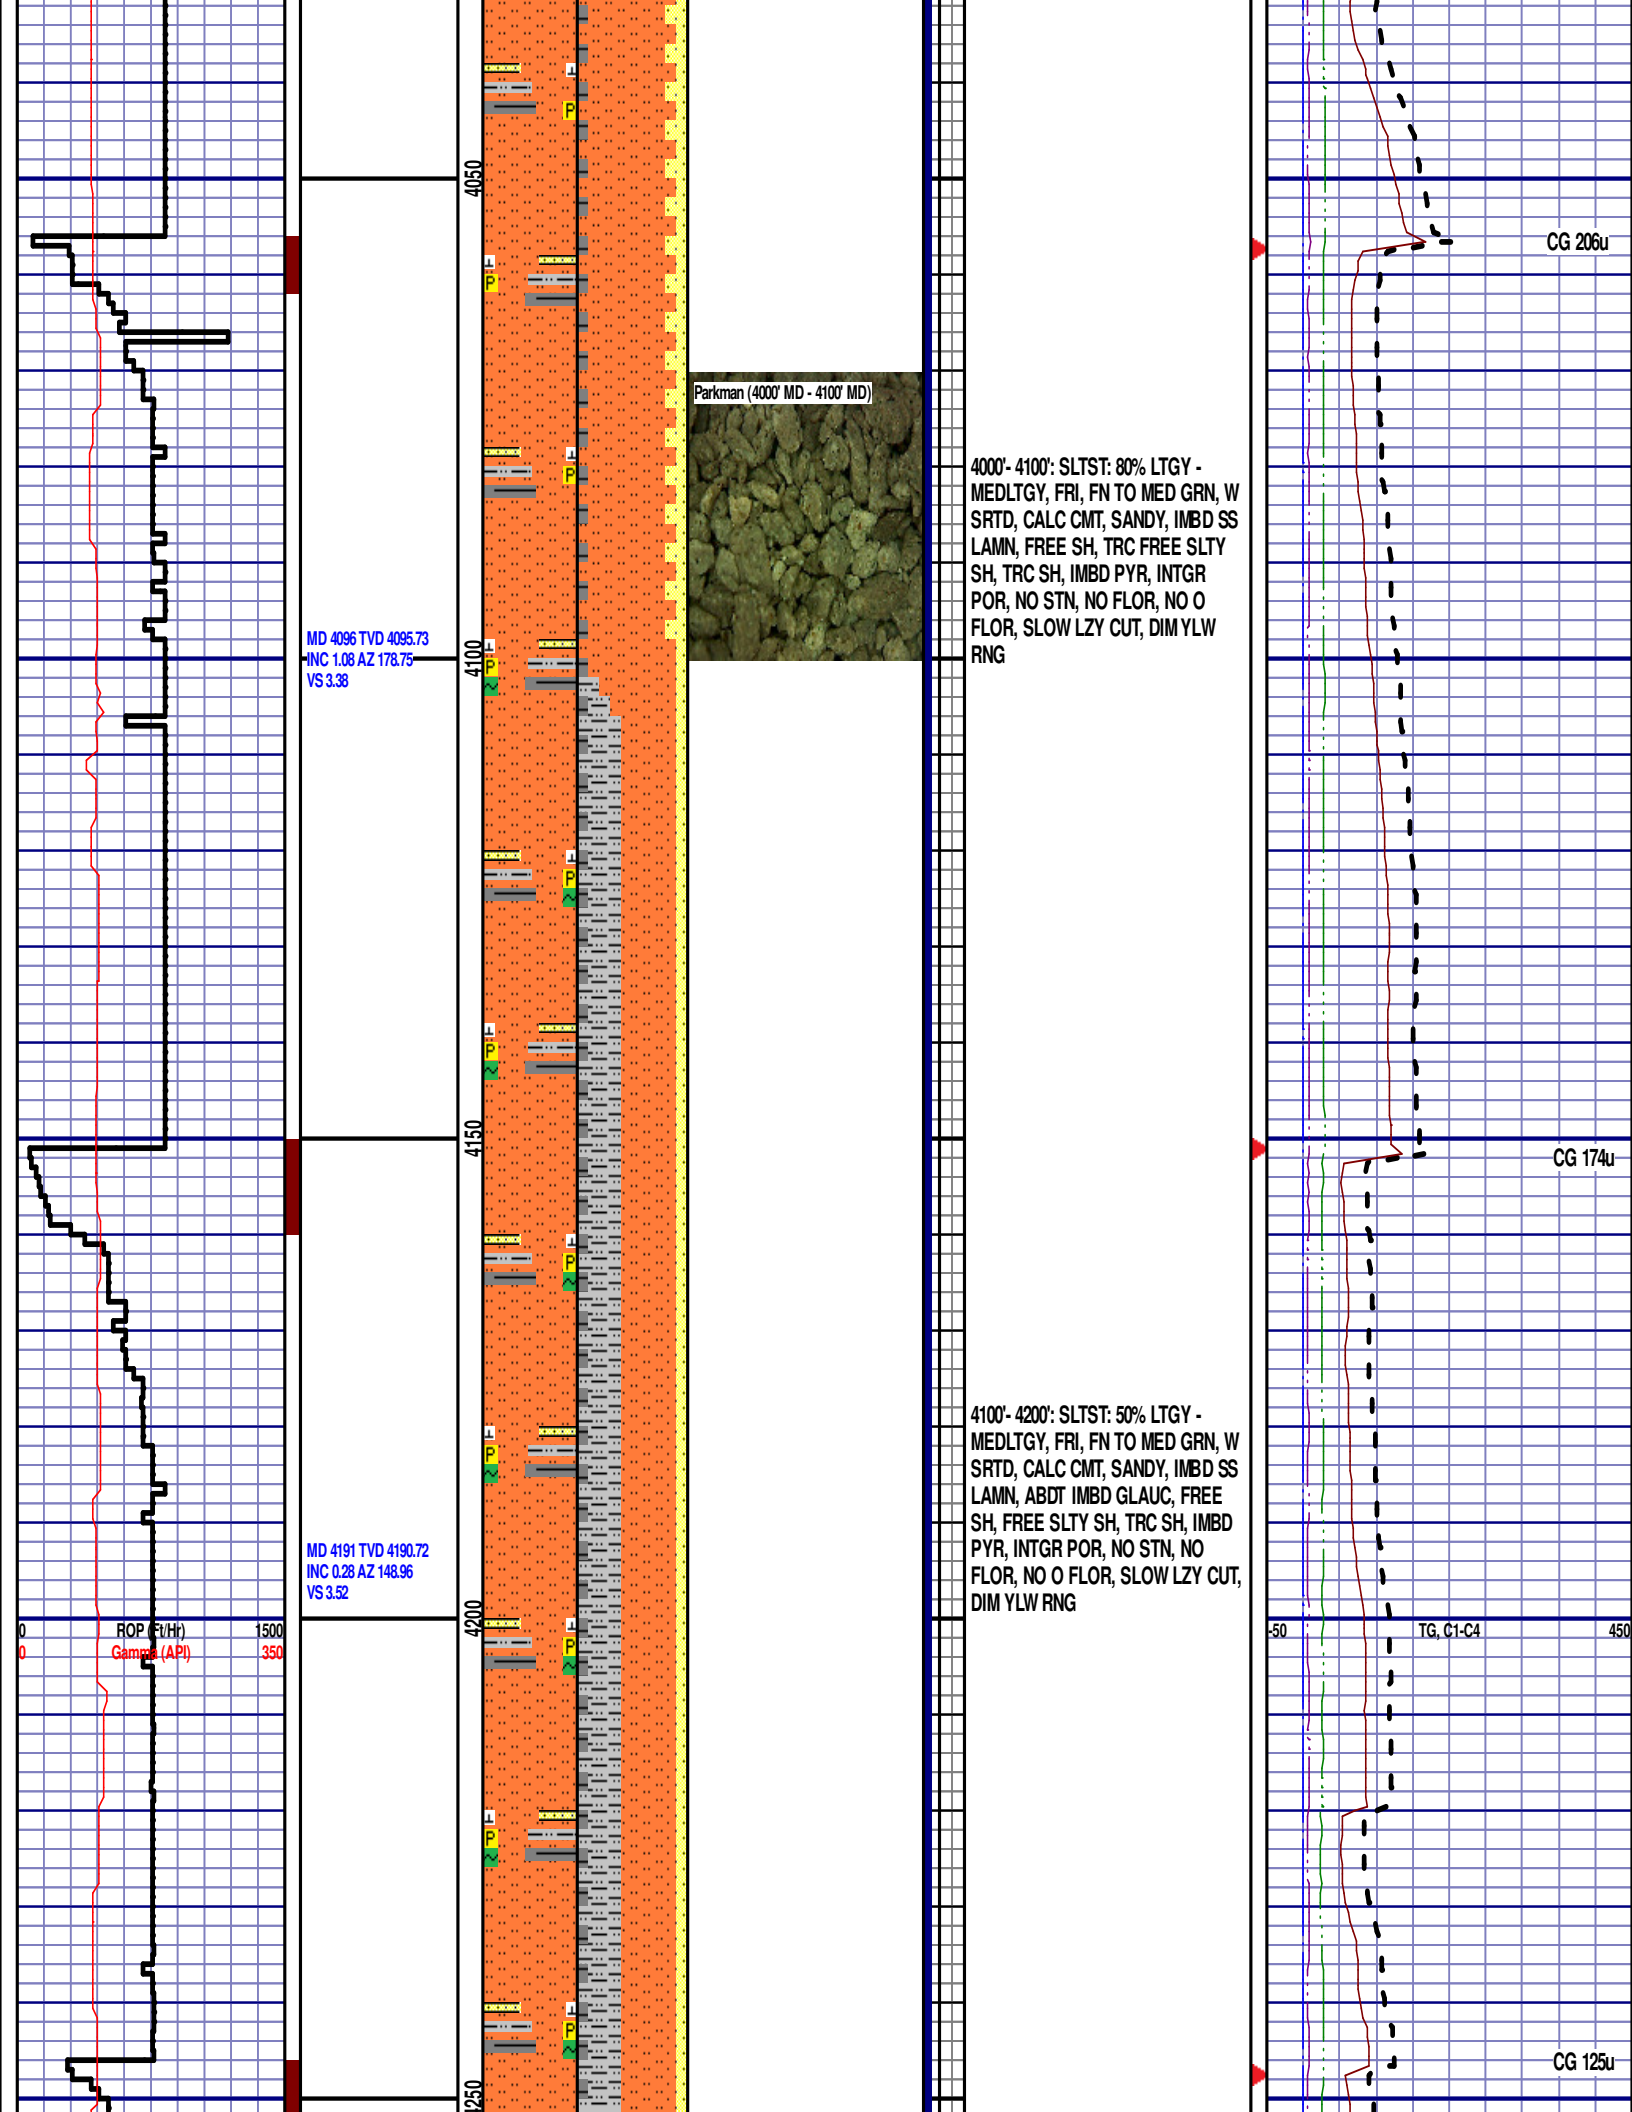 4050
CG 206u
Parkman (4000' MD - 4100' MD)
4000'- 4100': SLTST: 80% LTGY -
MEDLTGY, FRI, FN TO MED GRN, W
SRTD, CALC CMT, SANDY, IMBD SS
LAMN, FREE SH, TRC FREE SLTY
SH, TRC SH, IMBD PYR, INTGR
POR, NO STN, NO FLOR, NO O
FLOR, SLOW LZY CUT, DIM YLW
RNG
MD 4096 TVD 4095.73
INC 1.08 AZ 178.75
VS 3.38
4100
4150
CG 174u
4100'- 4200': SLTST: 50% LTGY -
MEDLTGY, FRI, FN TO MED GRN, W
SRTD, CALC CMT, SANDY, IMBD SS
LAMN, ABDT IMBD GLAUC, FREE
SH, FREE SLTY SH, TRC SH, IMBD
PYR, INTGR POR, NO STN, NO
FLOR, NO O FLOR, SLOW LZY CUT,
DIM YLW RNG
MD 4191 TVD 4190.72
INC 0.28 AZ 148.96
VS 3.52
4200
0 ROP (Ft/Hr) 1500
0 Gamma (API) 350
-50 TG, C1-C4 450
CG 125u
4250
P
P
P
P
P
P
P
P
P
P
P